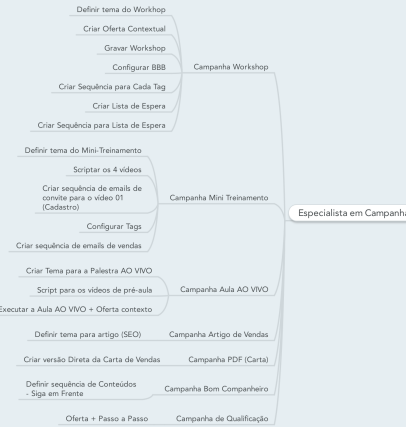 Definir tema do Workhop
Criar Oferta Contextual
Gravar Workshop
Configurar BBB
Criar Sequência para Cada Tag
Criar Lista de Espera
Criar Sequência para Lista de Espera
Campanha Workshop
Definir tema do Mini-Treinamento
Scriptar os 4 vídeos
Criar sequência de emails de
convite para o vídeo 01
(Cadastro)
Configurar Tags
Criar sequência de emails de vendas
Campanha Mini Treinamento
Especialista em Campanha
Criar Tema para a Palestra AO VIVO
Script para os vídeos de pré-aula
Executar a Aula AO VIVO + Oferta contexto
Campanha Aula AO VIVO
Definir tema para artigo (SEO)
Campanha Artigo de Vendas
Criar versão Direta da Carta de Vendas
Campanha PDF (Carta)
Definir sequência de Conteúdos
- Siga em Frente
Campanha Bom Companheiro
Oferta + Passo a Passo
Campanha de Qualificação